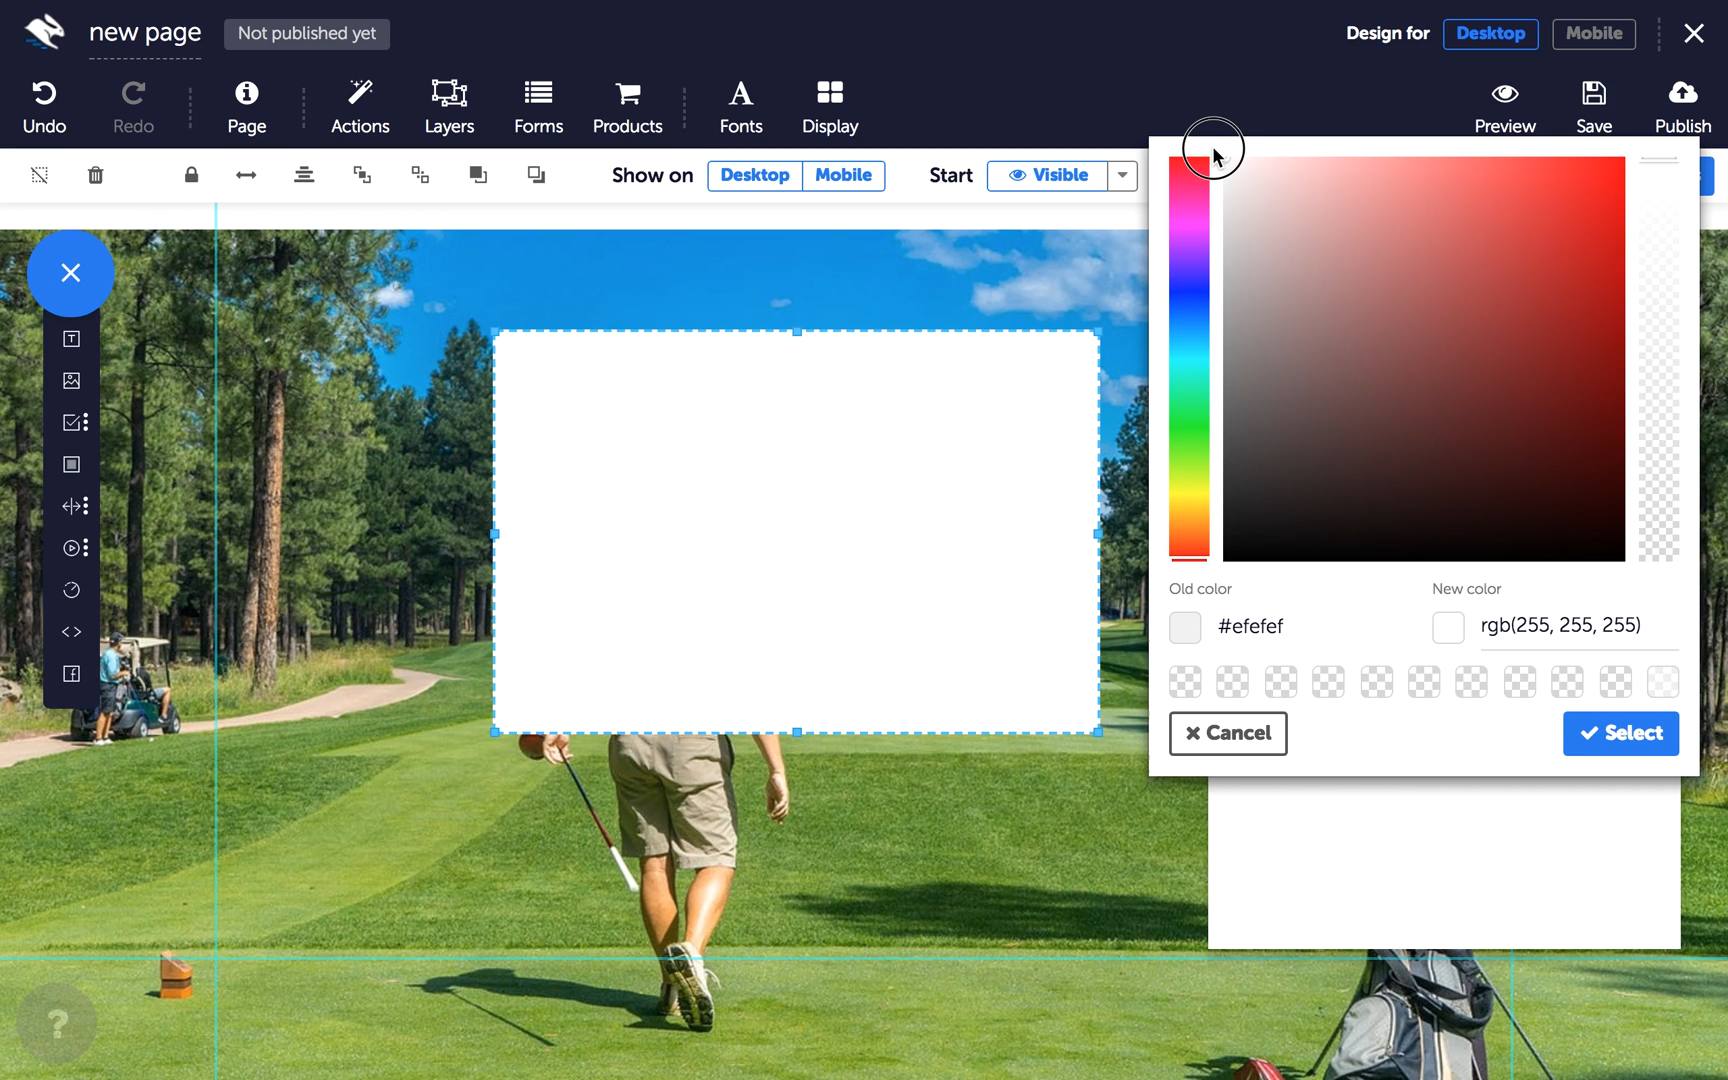 new page
Not published yet
Design for
Desktop
Mobile
Undo
Redo
Page
Actions
Layers
Forms
Products
Fonts
Display
Preview
Save
Publish
Show on
Desktop
Mobile
Start
Visible
Old color
New color
#efefef
rgb(255, 255, 255)
Cancel
Select
?